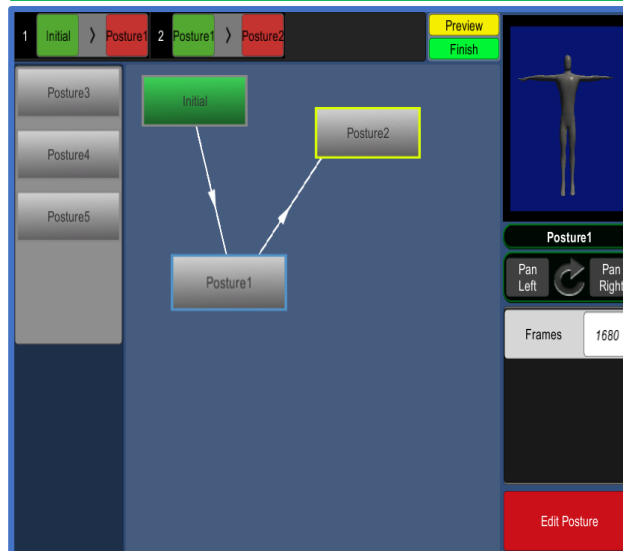 1 Initial > Posture1 2 Posture1 > Posture2
Preview
Finish
Posture3
Posture4
Posture5
Initial
Posture2
Posture1
Posture1
Pan Left
Pan Right
Frames 1680
Edit Posture